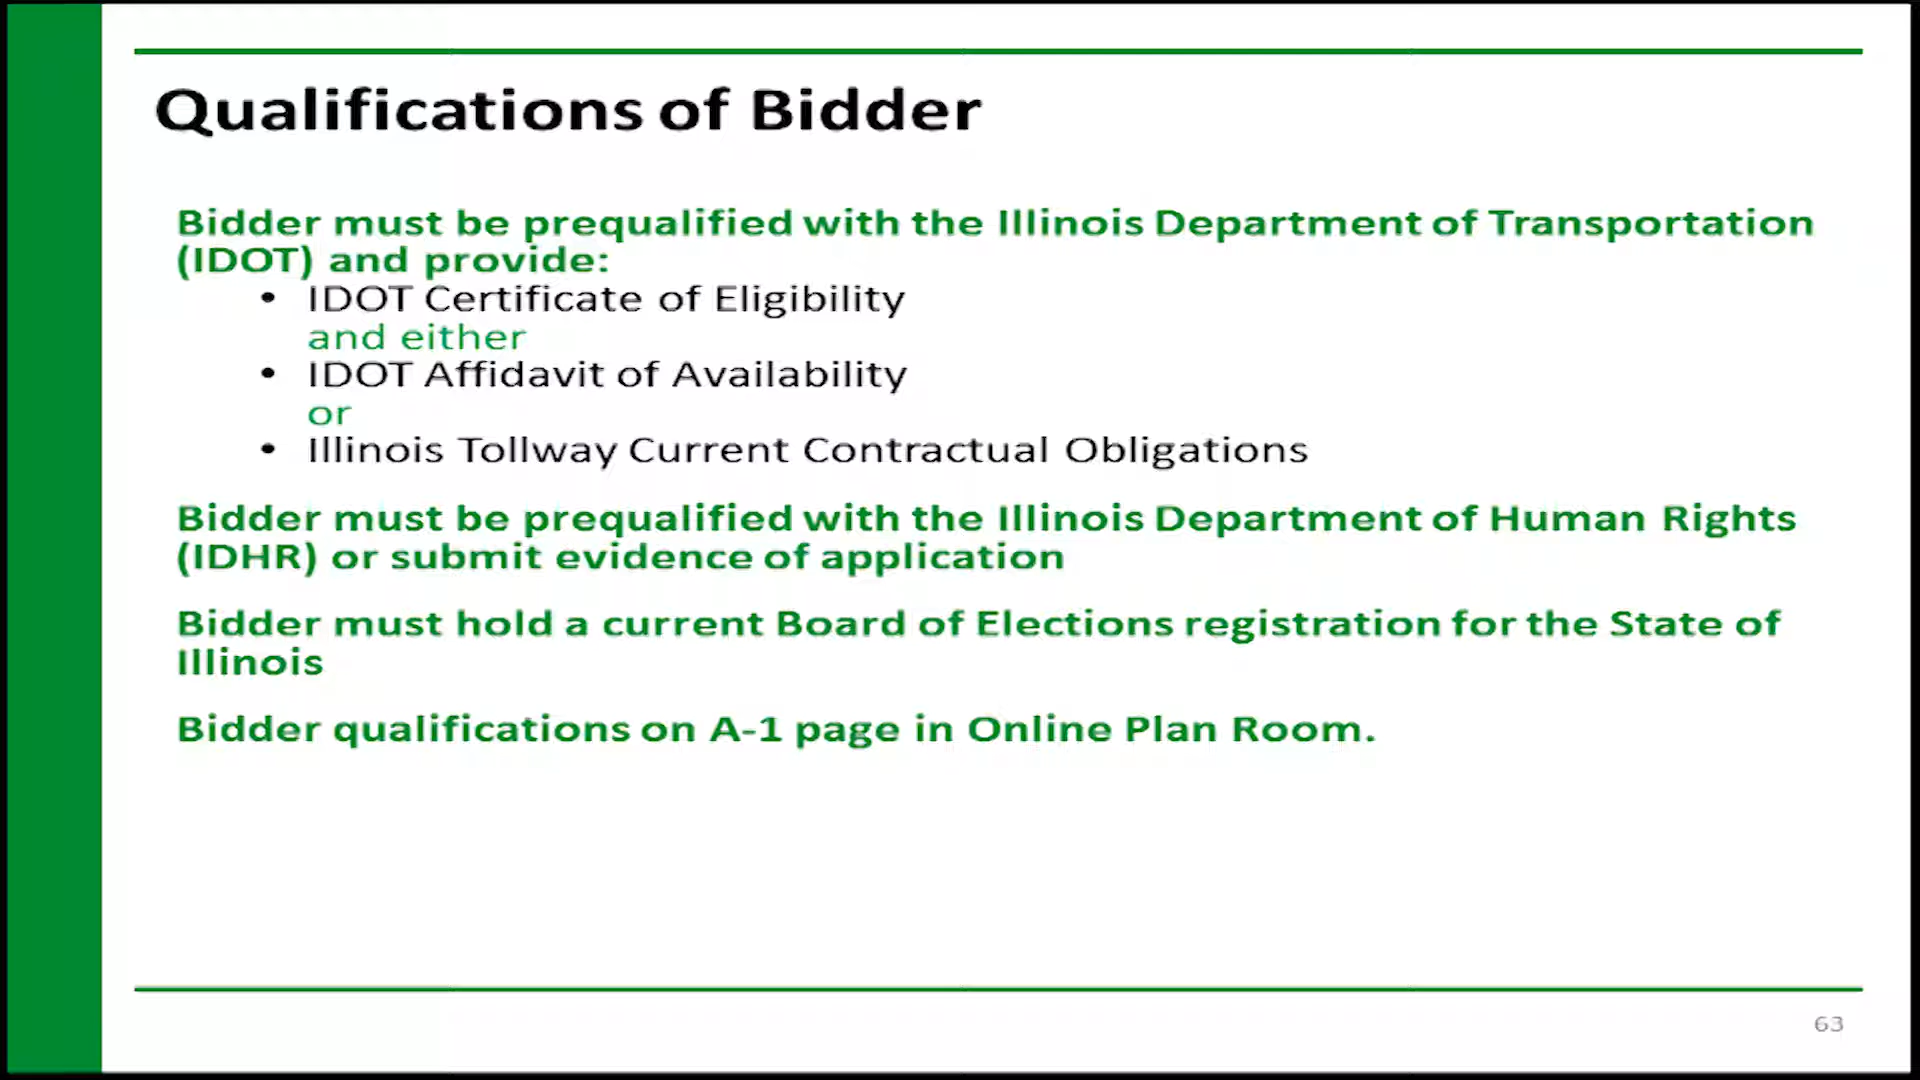 Qualifications of Bidder
Bidder must be prequalified with the Illinois Department of Transportation
(IDOT) and provide:
• IDOT Certificate of Eligibility
and either
• IDOT Affidavit of Availability
or
• Illinois Tollway Current Contractual Obligations
Bidder must be prequalified with the Illinois Department of Human Rights
(IDHR) or submit evidence of application
Bidder must hold a current Board of Elections registration for the State of
Illinois
Bidder qualifications on A-1 page in Online Plan Room.
63